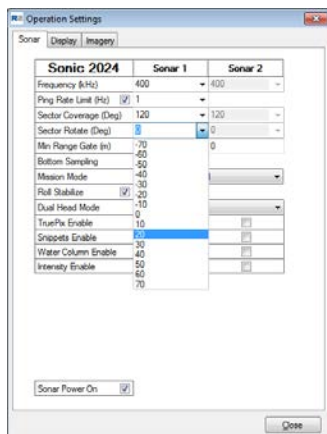 Operation Settings
Sonar Display Imagery
Sonic 2024 Sonar 1 Sonar 2
Frequency (kHz) 400 400
Ping Rate Limit (Hz) 1
Sector Coverage (Deg) 120 120
Sector Rotate (Deg) 0 0
Min Range Gate (m) -70 0
-60
Bottom Sampling -50
Mission Mode -40
-30
Roll Stabilize -20
Dual Head Mode -10
0
TruePix Enable 10
Snippets Enable 20
30
Water Column Enable 40
Intensity Enable 50
60
70
Sonar Power On
Close